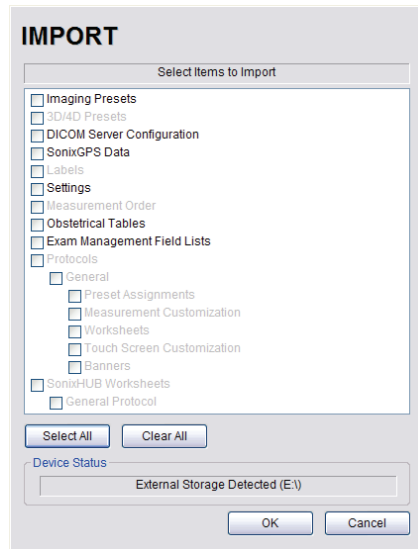 IMPORT
Select Items to Import
Imaging Presets
3D/4D Presets
DICOM Server Configuration
SonixGPS Data
Labels
Settings
Measurement Order
Obstetrical Tables
Exam Management Field Lists
Protocols
General
Preset Assignments
Measurement Customization
Worksheets
Touch Screen Customization
Banners
SonixHUB Worksheets
General Protocol
Select All Clear All
Device Status
External Storage Detected (E:\)
OK Cancel